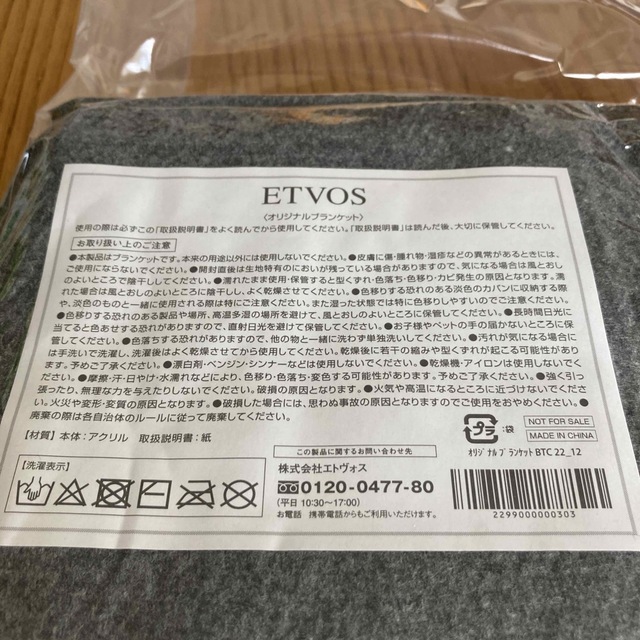 ETVOS
〈オリジナルブランケット〉
使用の際は必ずこの「取扱説明書」をよく読んでから使用してください。「取扱説明書」は読んだ後、大切に保管してください。
お取り扱い上のご注意
●本製品はブランケットです。本来の用途以外には使用しないでください。●皮膚に傷・腫れ物・湿疹などの異常があるときには、
ご使用にならないでください。●開封直後は生地特有のにおいが残っている場合がありますので、気になる場合は風とおし
のよいところで陰干ししてください。●濡れたまま使用・保管すると型くずれ・色落ち・色移り・カビ発生の原因となります。濡
れた場合は風とおしのよいところに陰干しし、よく乾燥させてください。●色移りする恐れのある淡色のカバンに収納する際
や、淡色のものと一緒に使用される際は特にご注意ください。また湿った状態では特に色移りしやすいのでご注意ください。
●色移りする恐れのある製品や場所、高温多湿の場所を避けて、風とおしのよいところに保管してください。●長時間日光に
当てると色あせする恐れがありますので、直射日光を避けて保管してください。●お子様やペットの手の届かないところに保
管してください。●色落ちする恐れがありますので、他の物と一緒に洗わず単独洗いしてください。●汚れが気になる場合に
は手洗いで洗濯し、洗濯後はよく乾燥させてから使用してください。乾燥後に若干の縮みや型くずれが起こる可能性があり
ます。予めご了承ください。●漂白剤・ベンジン・シンナーなどは使用しないでください。●乾燥機・アイロンは使用しないでく
ださい。●摩擦・汗・日やけ・水濡れなどにより、色移り・色落ち・変色する可能性があります。予めご了承ください。●強く引っ
張ったり、無理な力を与えたりしないでください。破損の原因となります。●火気や高温になるところには近づけないでくださ
い。火災や変形・変質の原因となります。●破損した場合には、思わぬ事故の原因となりますので使用をおやめください。●
廃棄の際は各自治体のルールに従って廃棄してください。
【材質】本体:アクリル 取扱説明書:紙
プラ :袋
NOT FOR SALE
MADE IN CHINA
オリジナルブランケット BTC 22_12
【洗濯表示】
この製品に関するお問い合わせ先
株式会社エトヴォス
0120-0477-80
(平日 10:30〜17:00)
お電話 携帯電話からもご利用いただけます。
2299000000303